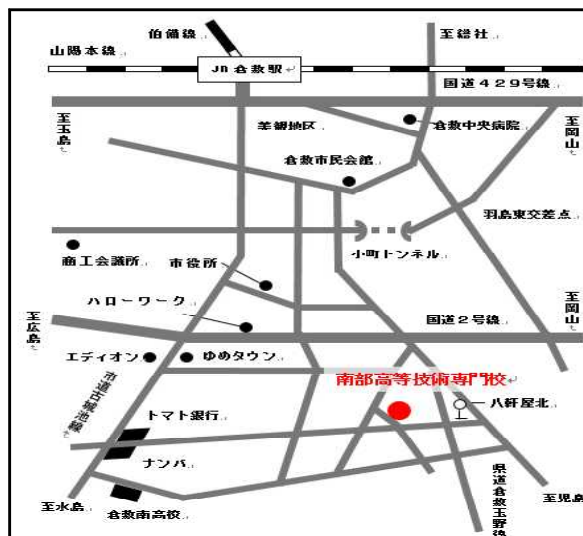 伯備線
至総社
山陽本線
JR倉敷駅
国道429号線
至玉島
美観地区
倉敷中央病院
至岡山
倉敷市民会館
羽島東交差点
商工会議所
市役所
小町トンネル
ハローワーク
至広島
国道2号線
至岡山
エディオン
ゆめタウン
南部高等技術専門校
市道古城池線
トマト銀行
八軒屋北
ナンバ
至水島
倉敷南高校
県道倉敷玉野線
至児島